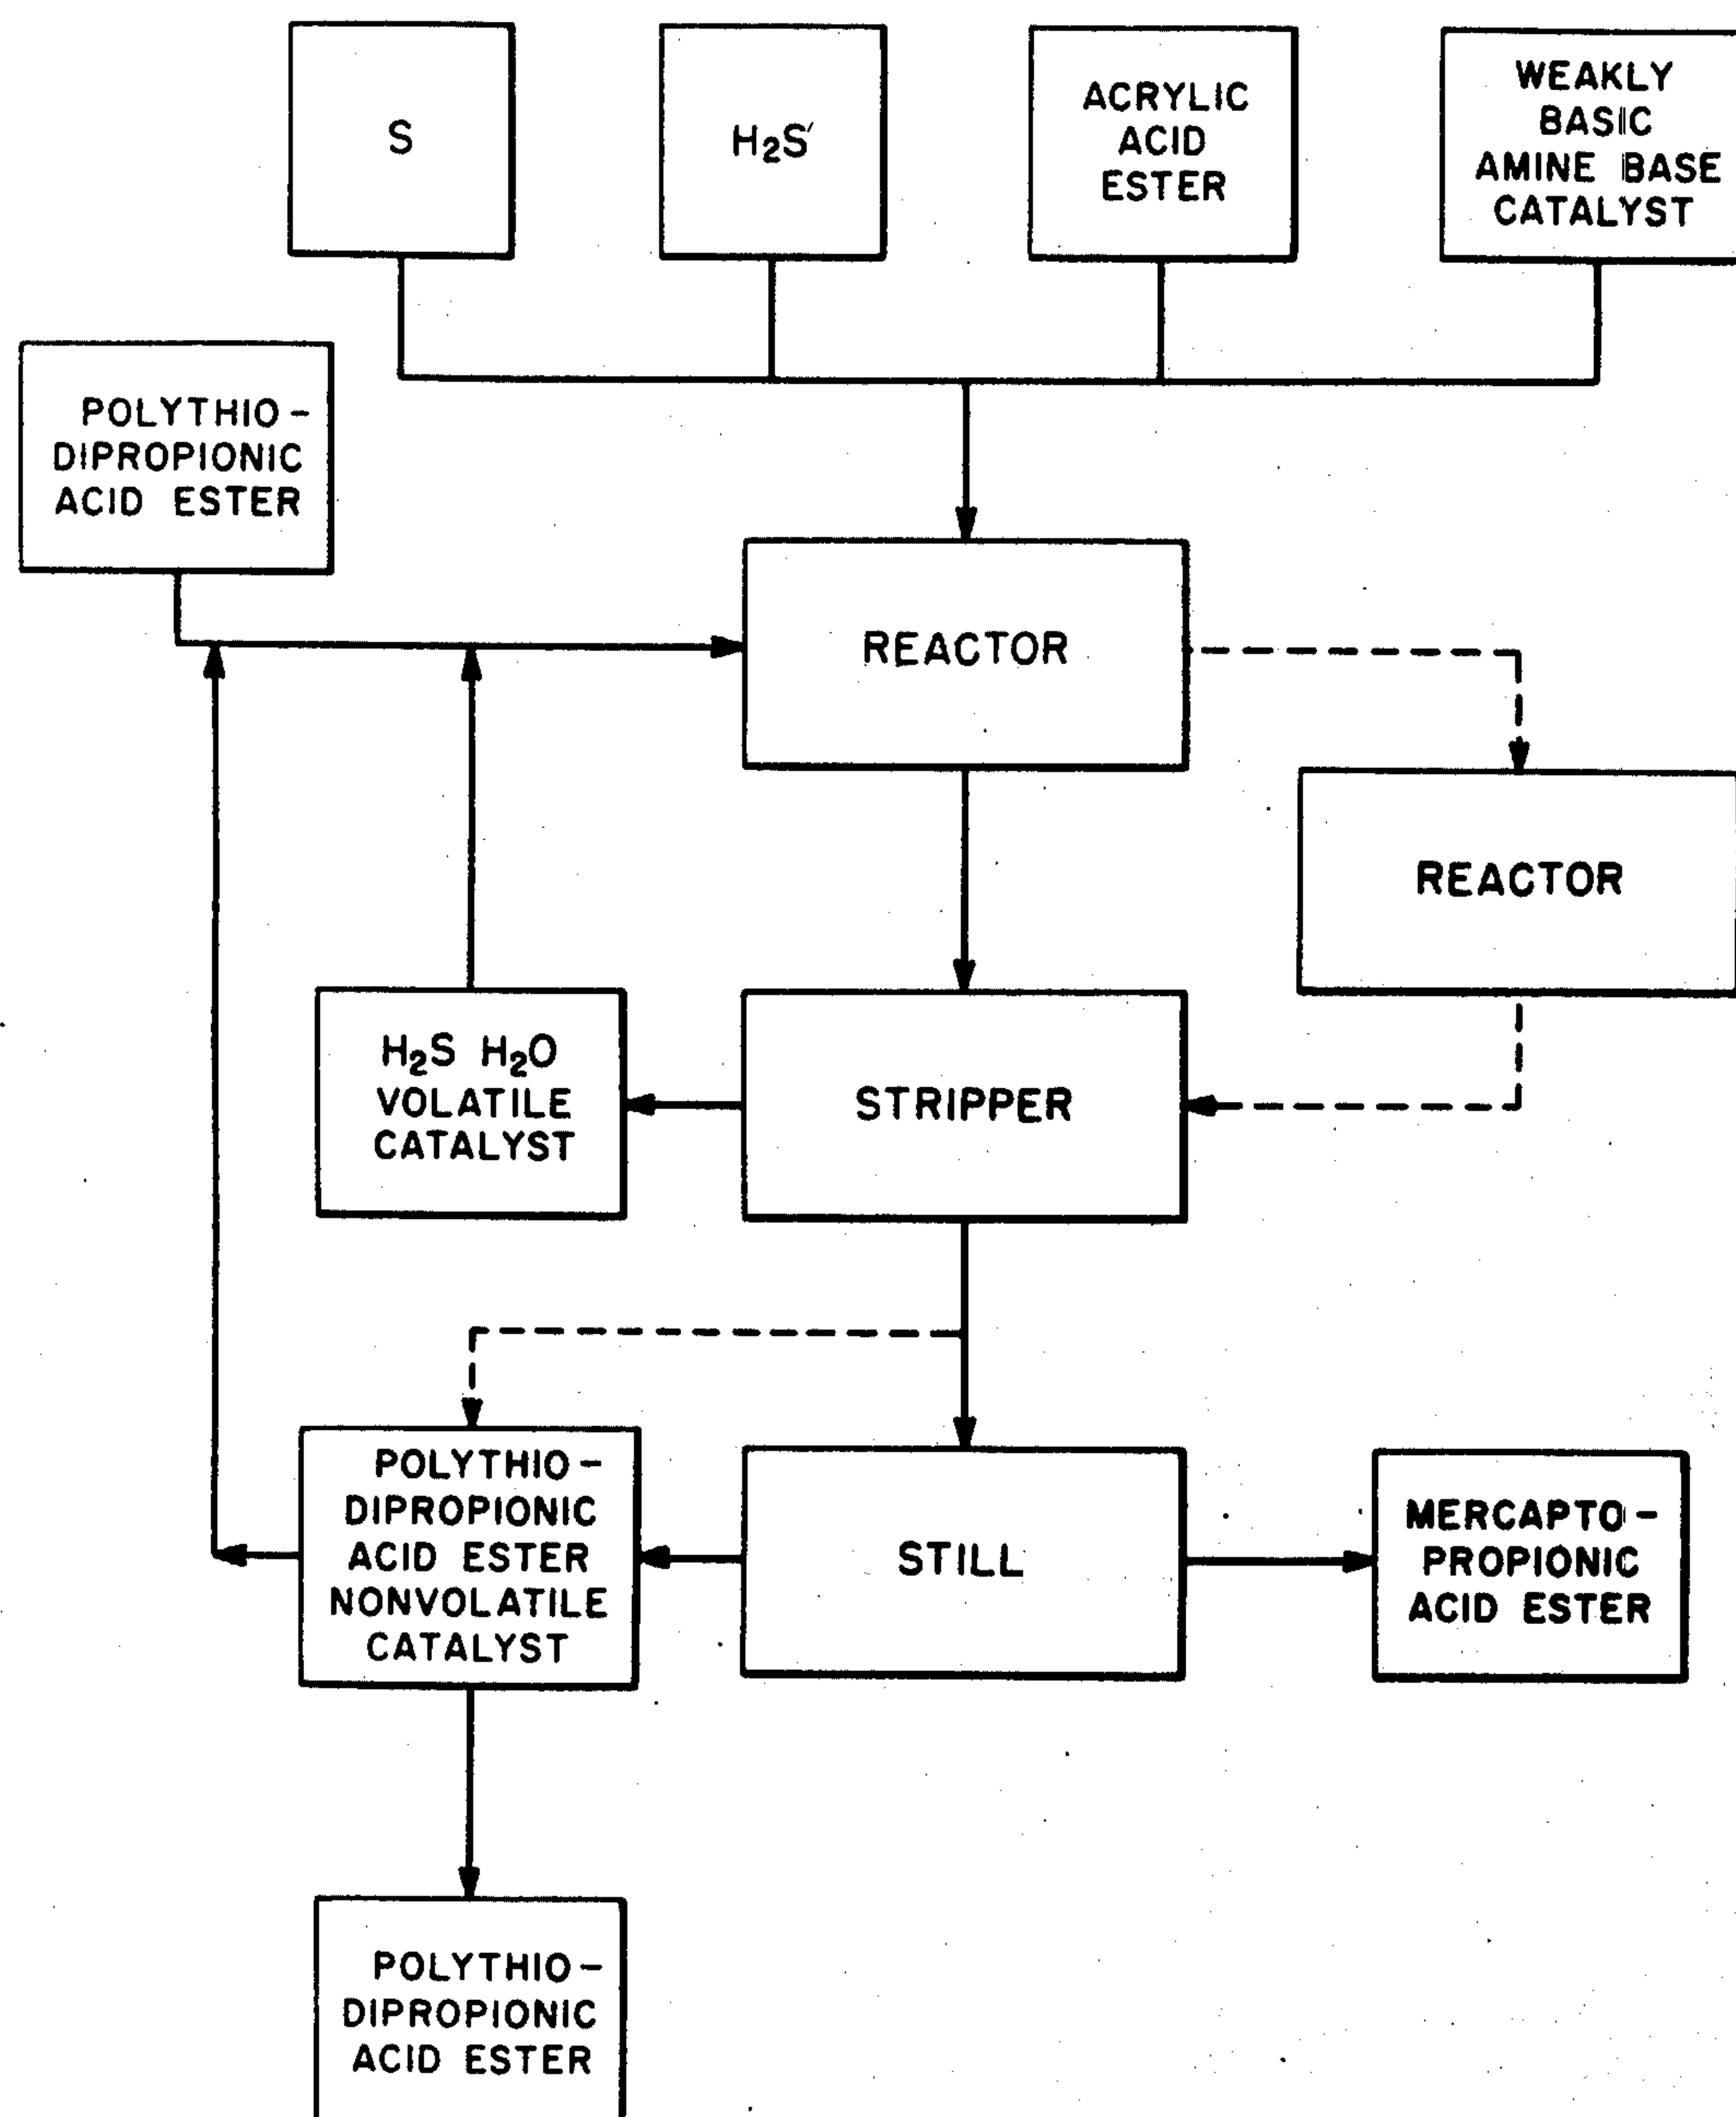 S
H₂S
ACRYLIC
ACID
ESTER
WEAKLY
BASIC
AMINE BASE
CATALYST
POLYTHIO-
DIPROPIONIC
ACID ESTER
REACTOR
REACTOR
H₂S H₂O
VOLATILE
CATALYST
STRIPPER
POLYTHIO-
DIPROPIONIC
ACID ESTER
NONVOLATILE
CATALYST
STILL
MERCAPTO-
PROPIONIC
ACID ESTER
POLYTHIO-
DIPROPIONIC
ACID ESTER